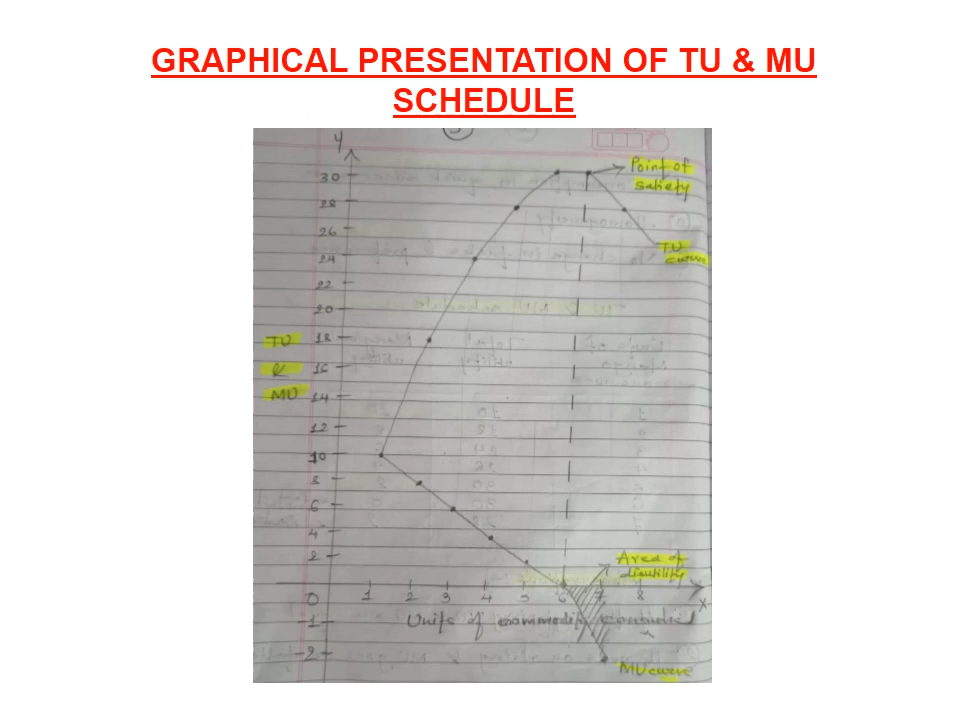 GRAPHICAL PRESENTATION OF TU & MU
SCHEDULE
Y
30
28
26
24
22
20
18
16
14
12
10
8
6
4
2
0
-1
-2
TU
&
MU
Point of
satiety
TU
curve
Area of
disutility
1 2 3 4 5 6 7 8
X
Units of commodity
MU curve